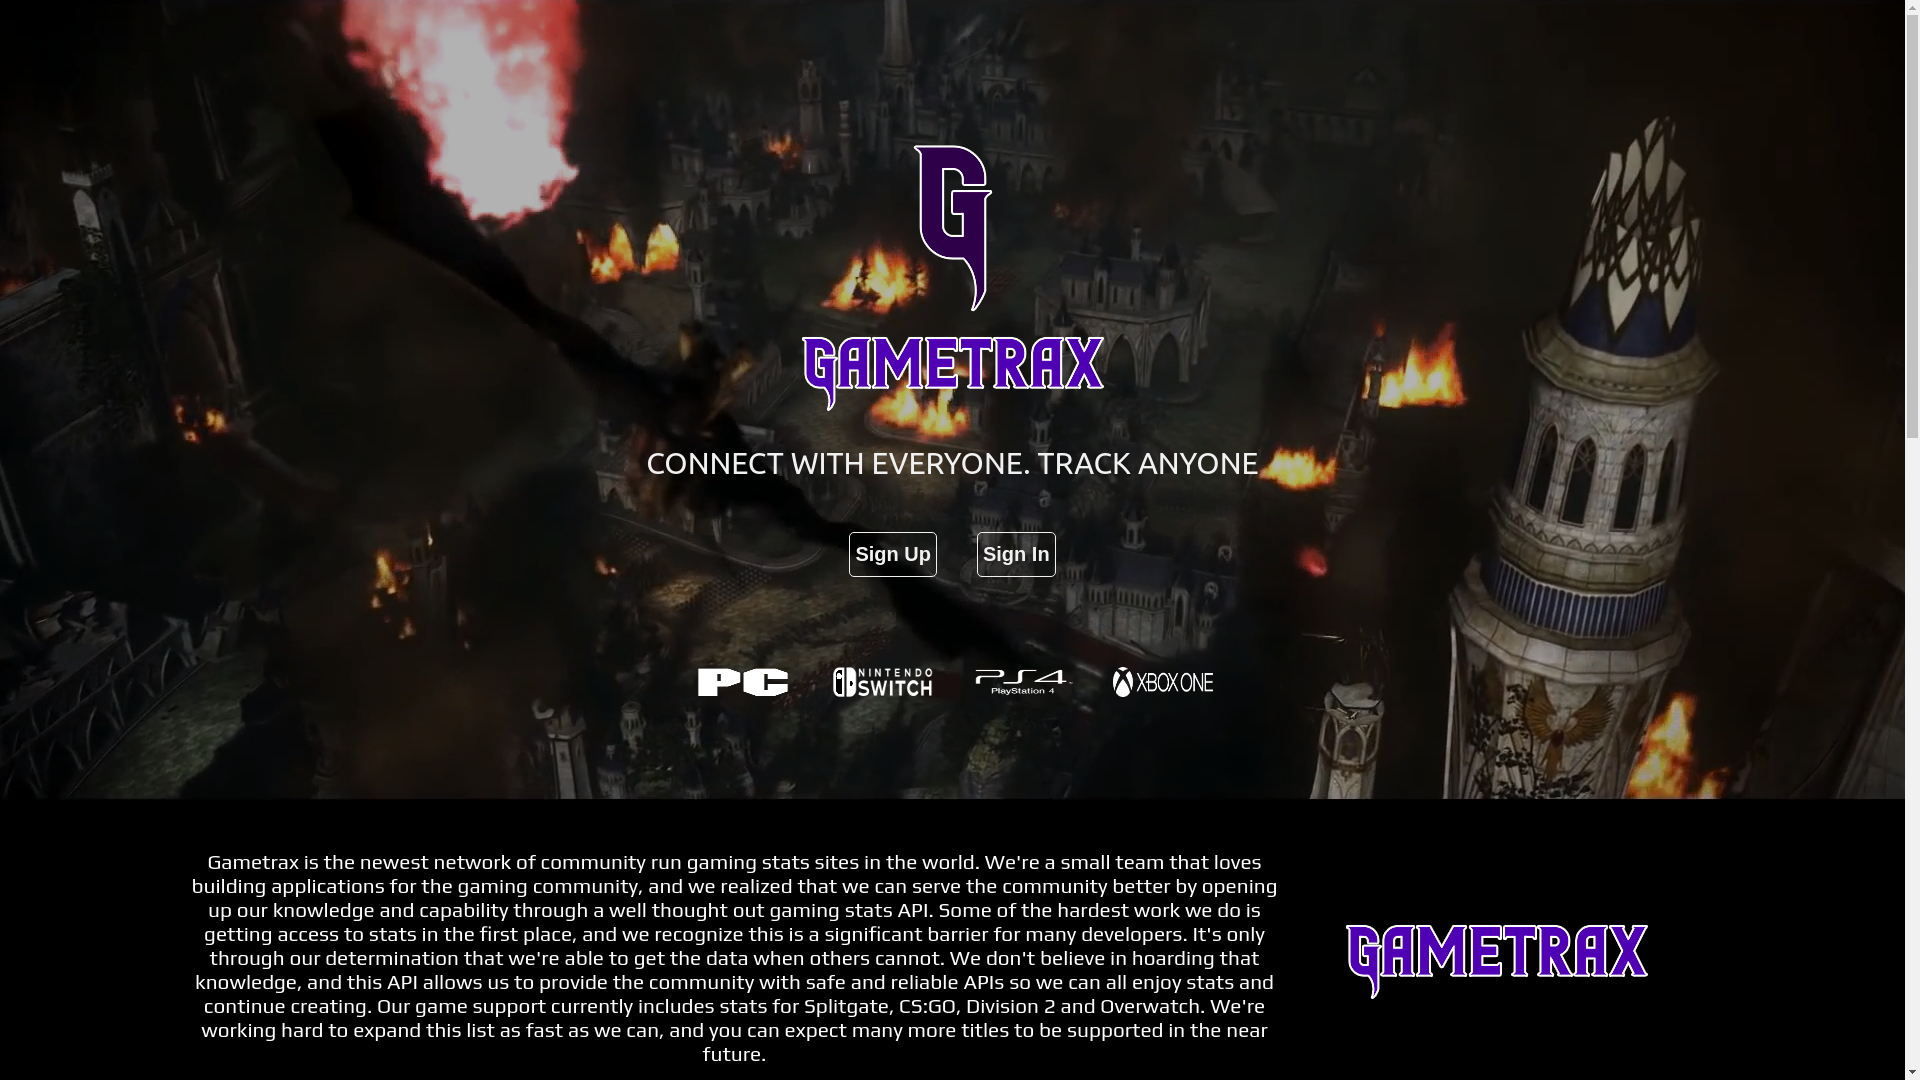 G
GAMETRAX
CONNECT WITH EVERYONE. TRACK ANYONE
Sign Up
Sign In
PC
NINTENDO
SWITCH
PS4
PlayStation 4
XBOX ONE
Gametrax is the newest network of community run gaming stats sites in the world. We're a small team that loves
building applications for the gaming community, and we realized that we can serve the community better by opening
up our knowledge and capability through a well thought out gaming stats API. Some of the hardest work we do is
getting access to stats in the first place, and we recognize this is a significant barrier for many developers. It's only
through our determination that we're able to get the data when others cannot. We don't believe in hoarding that
knowledge, and this API allows us to provide the community with safe and reliable APIs so we can all enjoy stats and
continue creating. Our game support currently includes stats for Splitgate, CS:GO, Division 2 and Overwatch. We're
working hard to expand this list as fast as we can, and you can expect many more titles to be supported in the near
future.
GAMETRAX